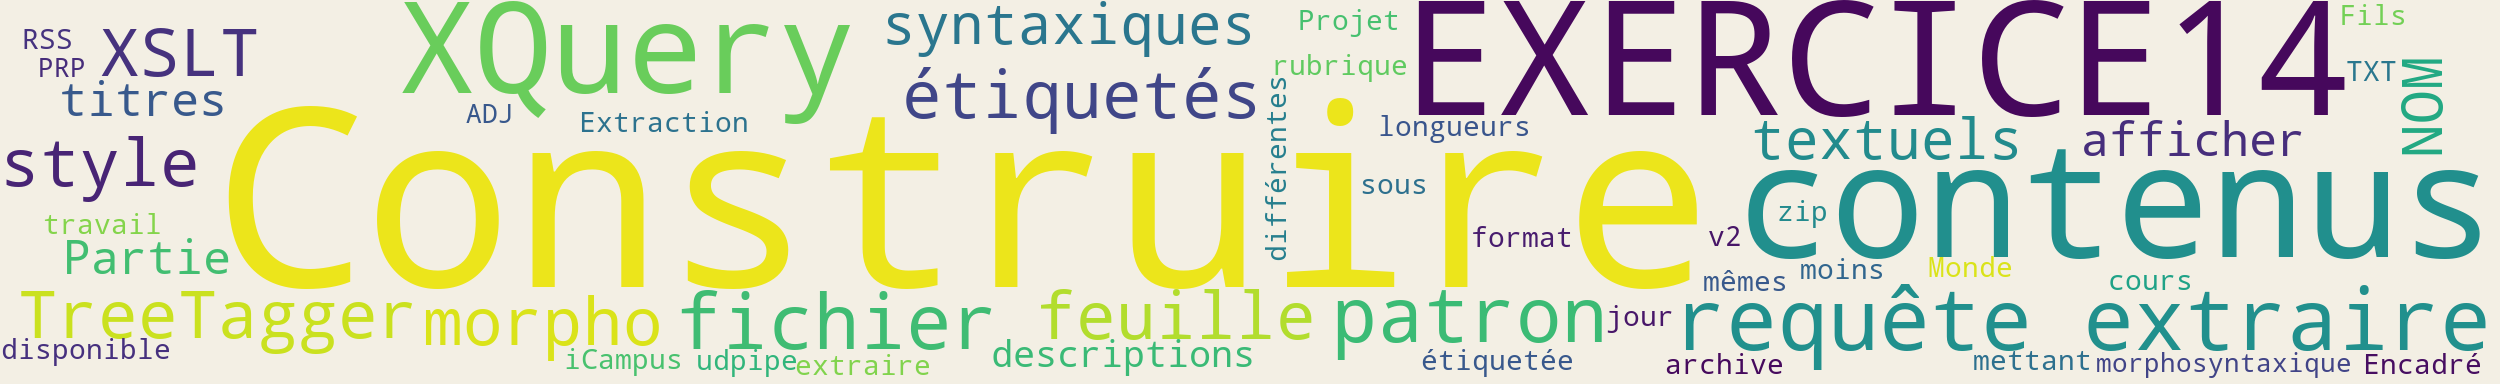 RSS
PRP
XSLT
titres
XQuery
ADJ
Extraction
syntaxiques
étiquetés
Projet
rubrique
différentes
EXERCICE14
Fils
TXT
NOM
longueurs
textuels
afficher
style
Construire
sous
format
v2
zip
contenus
travail
Partie
mêmes
moins
Monde
cours
TreeTagger
morpho
fichier
feuille
patron
jour
requête
extraire
disponible
iCampus
udpipe
extraire
descriptions
étiquetée
archive
mettant
morphosyntaxique
Encadré